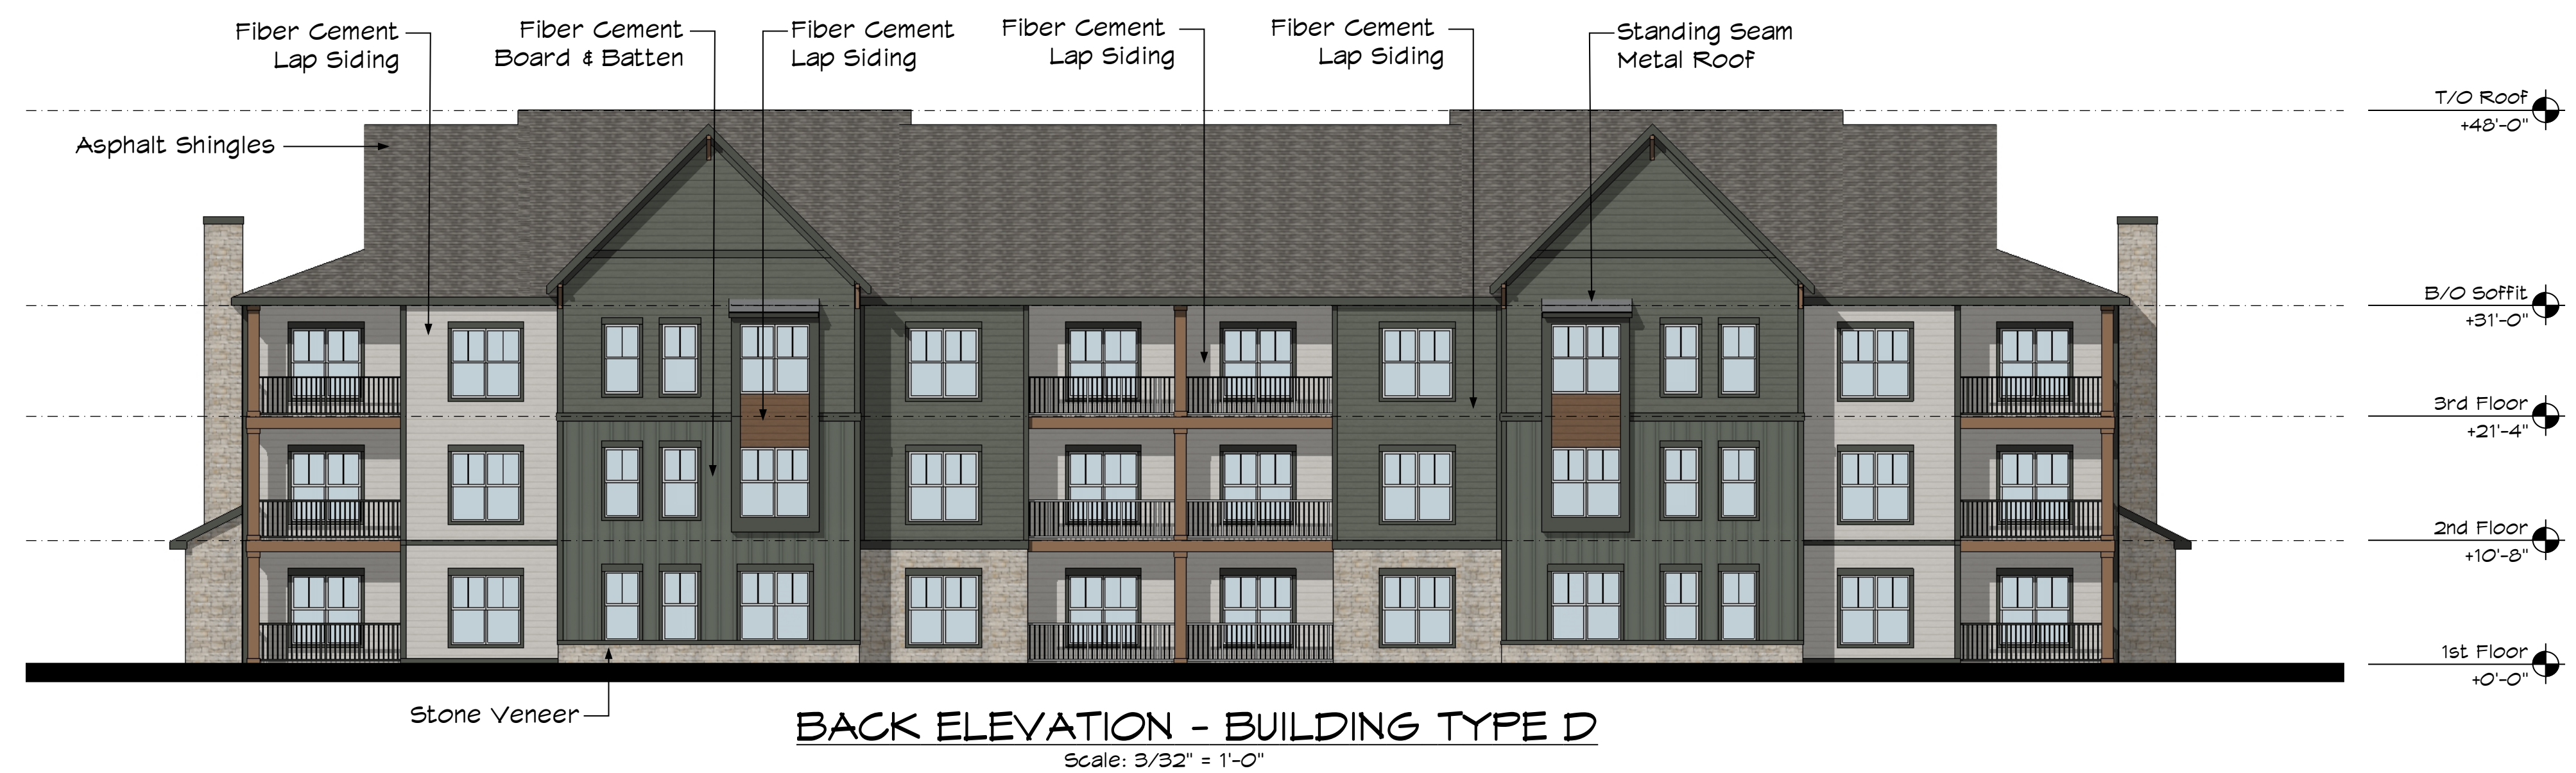 Fiber Cement
Lap Siding
Fiber Cement
Board & Batten
Fiber Cement
Lap Siding
Fiber Cement
Lap Siding
Fiber Cement
Lap Siding
Standing Seam
Metal Roof
Asphalt Shingles
T/O Roof
+48'-0"
B/O Soffit
+31'-0"
3rd Floor
+21'-4"
2nd Floor
+10'-8"
1st Floor
+0'-0"
Stone Veneer
BACK ELEVATION - BUILDING TYPE D
Scale: 3/32" = 1'-0"